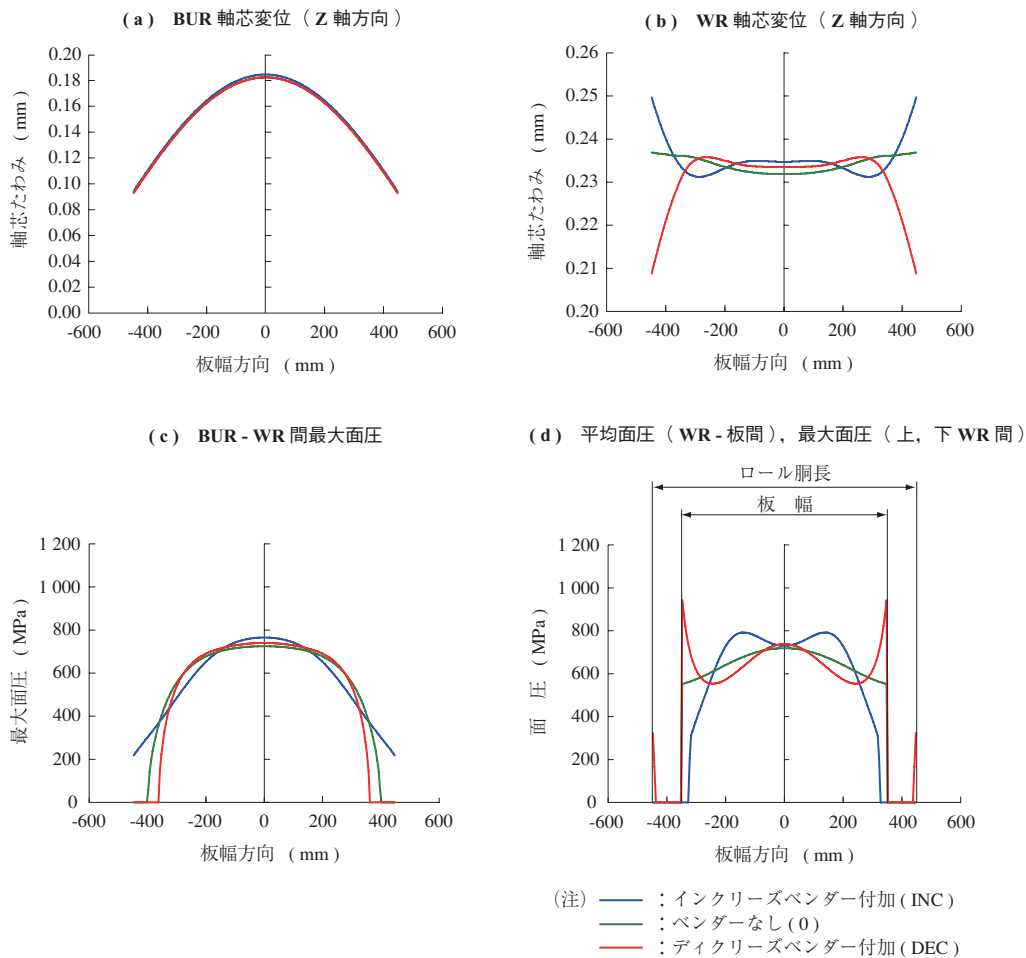 ( a ) BUR 軸芯変位（ Z 軸方向 ）
0.20
0.18
0.16
0.14
0.12
0.10
0.08
0.06
0.04
0.02
0.00
軸芯たわみ ( mm )
-600 -400 -200 0 200 400 600
板幅方向 ( mm )
( b ) WR 軸芯変位（ Z 軸方向 ）
0.26
0.25
0.24
0.23
0.22
0.21
0.20
軸芯たわみ ( mm )
-600 -400 -200 0 200 400 600
板幅方向 ( mm )
( c ) BUR - WR 間最大面圧
1 200
1 000
800
600
400
200
0
最大面圧 ( MPa )
-600 -400 -200 0 200 400 600
板幅方向 ( mm )
( d ) 平均面圧（ WR - 板間 ），最大面圧（ 上，下 WR 間 ）
ロール胴長
板 幅
1 200
1 000
800
600
400
200
0
面 圧 ( MPa )
-600 -400 -200 0 200 400 600
板幅方向 ( mm )
（注） ：インクリーズベンダー付加 ( INC )
：ベンダーなし ( 0 )
：ディクリーズベンダー付加 ( DEC )